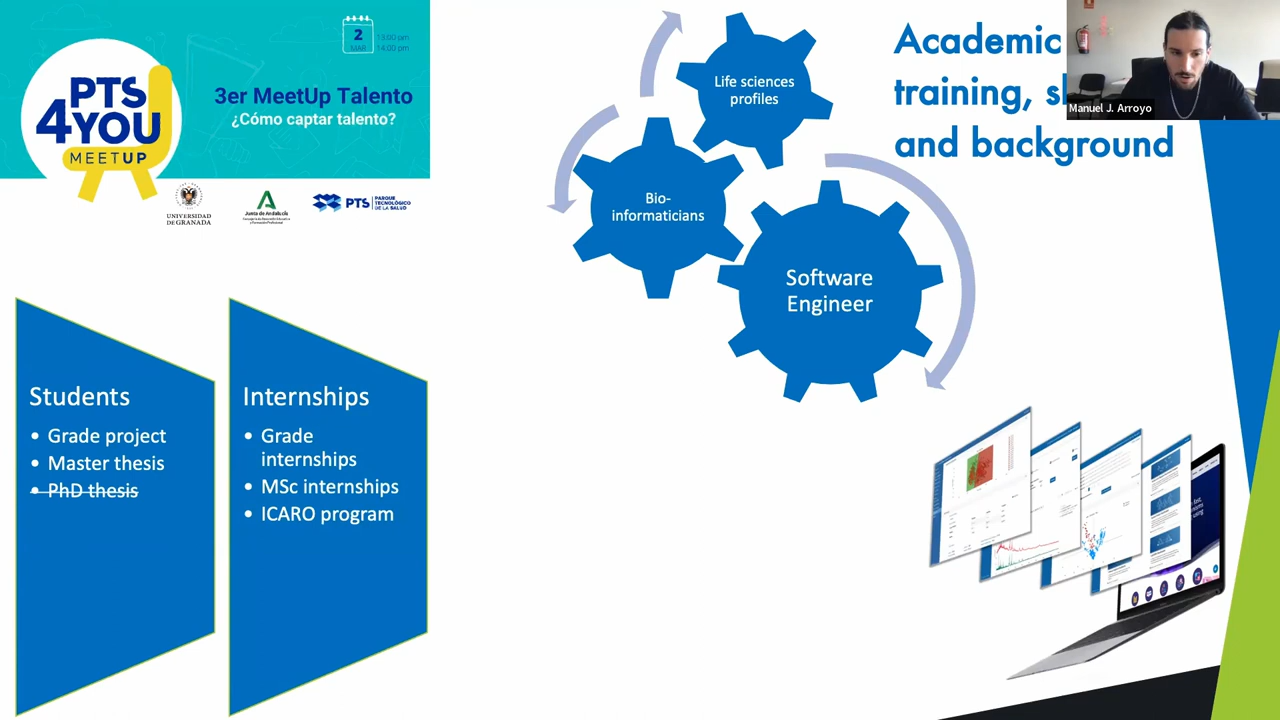 PTS
4YOU
MEETUP
2
MAR
13:00 pm
14:00 pm
3er MeetUp Talento
¿Cómo captar talento?
UNIVERSIDAD
DE GRANADA
Junta de Andalucía
PTS
PARQUE
TECNOLÓGICO
DE LA SALUD
Life sciences
profiles
Bio-
informaticians
Software
Engineer
Academic
training,
and background
Manuel J. Arroyo
Students
• Grade project
• Master thesis
• PhD thesis
Internships
• Grade
internships
• MSc internships
• ICARO program